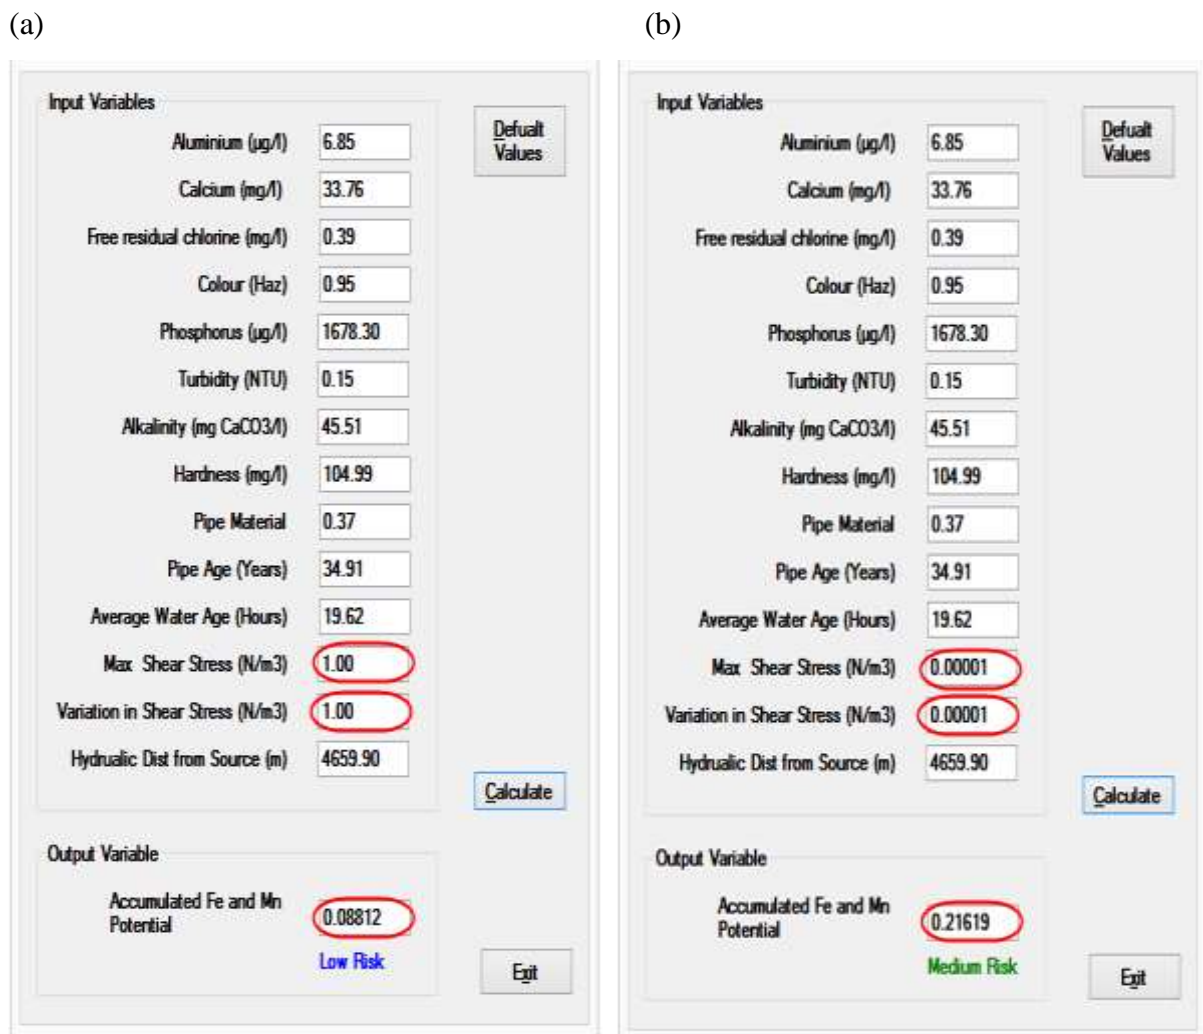 (a)
Input Variables
Defualt
Values
Aluminium (µg/l) 6.85
Calcium (mg/l) 33.76
Free residual chlorine (mg/l) 0.39
Colour (Haz) 0.95
Phosphorus (µg/l) 1678.30
Turbidity (NTU) 0.15
Alkalinity (mg CaCO3/l) 45.51
Hardness (mg/l) 104.99
Pipe Material 0.37
Pipe Age (Years) 34.91
Average Water Age (Hours) 19.62
Max Shear Stress (N/m3) 1.00
Variation in Shear Stress (N/m3) 1.00
Hydrualic Dist from Source (m) 4659.90
Calculate
Output Variable
Accumulated Fe and Mn
Potential 0.08812
Low Risk
Exit
(b)
Input Variables
Defualt
Values
Aluminium (µg/l) 6.85
Calcium (mg/l) 33.76
Free residual chlorine (mg/l) 0.39
Colour (Haz) 0.95
Phosphorus (µg/l) 1678.30
Turbidity (NTU) 0.15
Alkalinity (mg CaCO3/l) 45.51
Hardness (mg/l) 104.99
Pipe Material 0.37
Pipe Age (Years) 34.91
Average Water Age (Hours) 19.62
Max Shear Stress (N/m3) 0.00001
Variation in Shear Stress (N/m3) 0.00001
Hydrualic Dist from Source (m) 4659.90
Calculate
Output Variable
Accumulated Fe and Mn
Potential 0.21619
Medium Risk
Exit